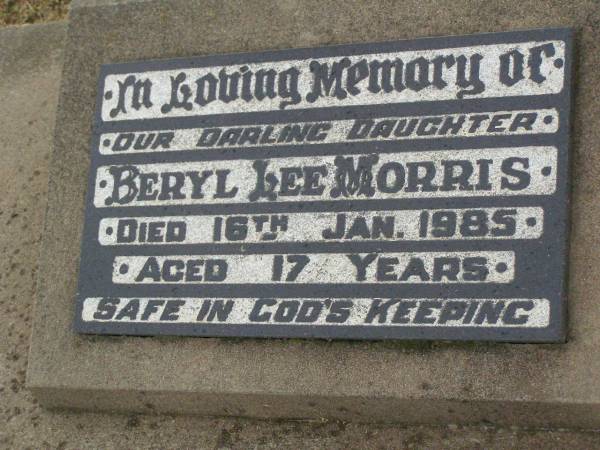 In Loving Memory of
OUR DARLING DAUGHTER
BERYL LEE MORRIS
DIED 16TH JAN. 1985
AGED 17 YEARS
SAFE IN GOD'S KEEPING